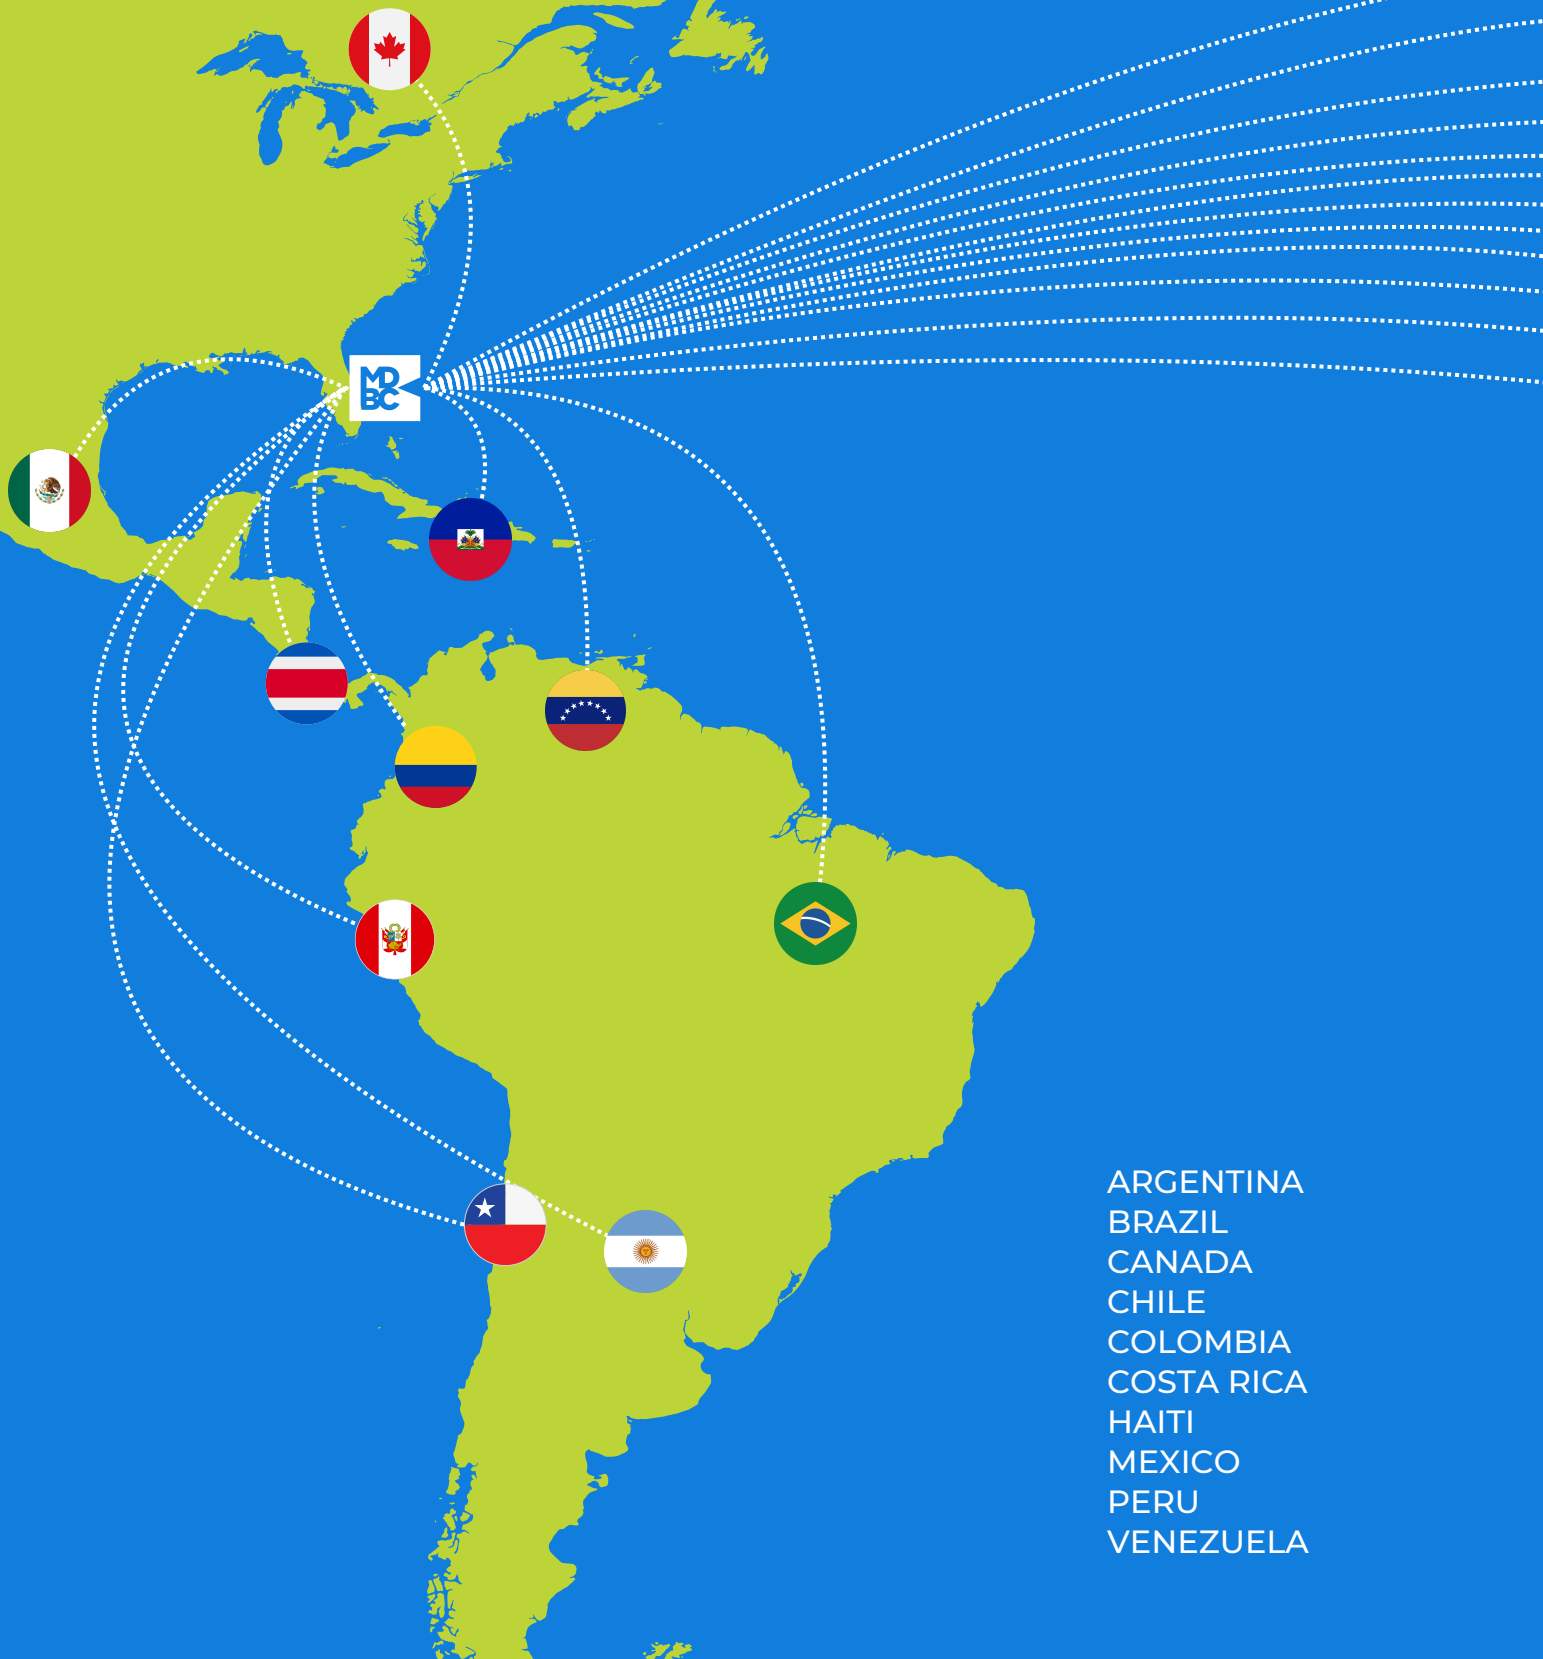 MD
BC
ARGENTINA
BRAZIL
CANADA
CHILE
COLOMBIA
COSTA RICA
HAITI
MEXICO
PERU
VENEZUELA